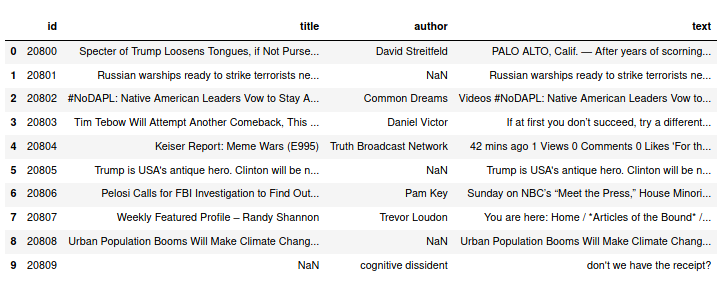 id title author text
0 20800 Specter of Trump Loosens Tongues, if Not Purse... David Streitfeld PALO ALTO, Calif. — After years of scorning...
1 20801 Russian warships ready to strike terrorists ne... NaN Russian warships ready to strike terrorists ne...
2 20802 #NoDAPL: Native American Leaders Vow to Stay A... Common Dreams Videos #NoDAPL: Native American Leaders Vow to...
3 20803 Tim Tebow Will Attempt Another Comeback, This ... Daniel Victor If at first you don’t succeed, try a different...
4 20804 Keiser Report: Meme Wars (E995) Truth Broadcast Network 42 mins ago 1 Views 0 Comments 0 Likes 'For th...
5 20805 Trump is USA's antique hero. Clinton will be n... NaN Trump is USA's antique hero. Clinton will be n...
6 20806 Pelosi Calls for FBI Investigation to Find Out... Pam Key Sunday on NBC’s “Meet the Press,” House Minori...
7 20807 Weekly Featured Profile – Randy Shannon Trevor Loudon You are here: Home / *Articles of the Bound* /...
8 20808 Urban Population Booms Will Make Climate Chang... NaN Urban Population Booms Will Make Climate Chang...
9 20809 NaN cognitive dissident don't we have the receipt?